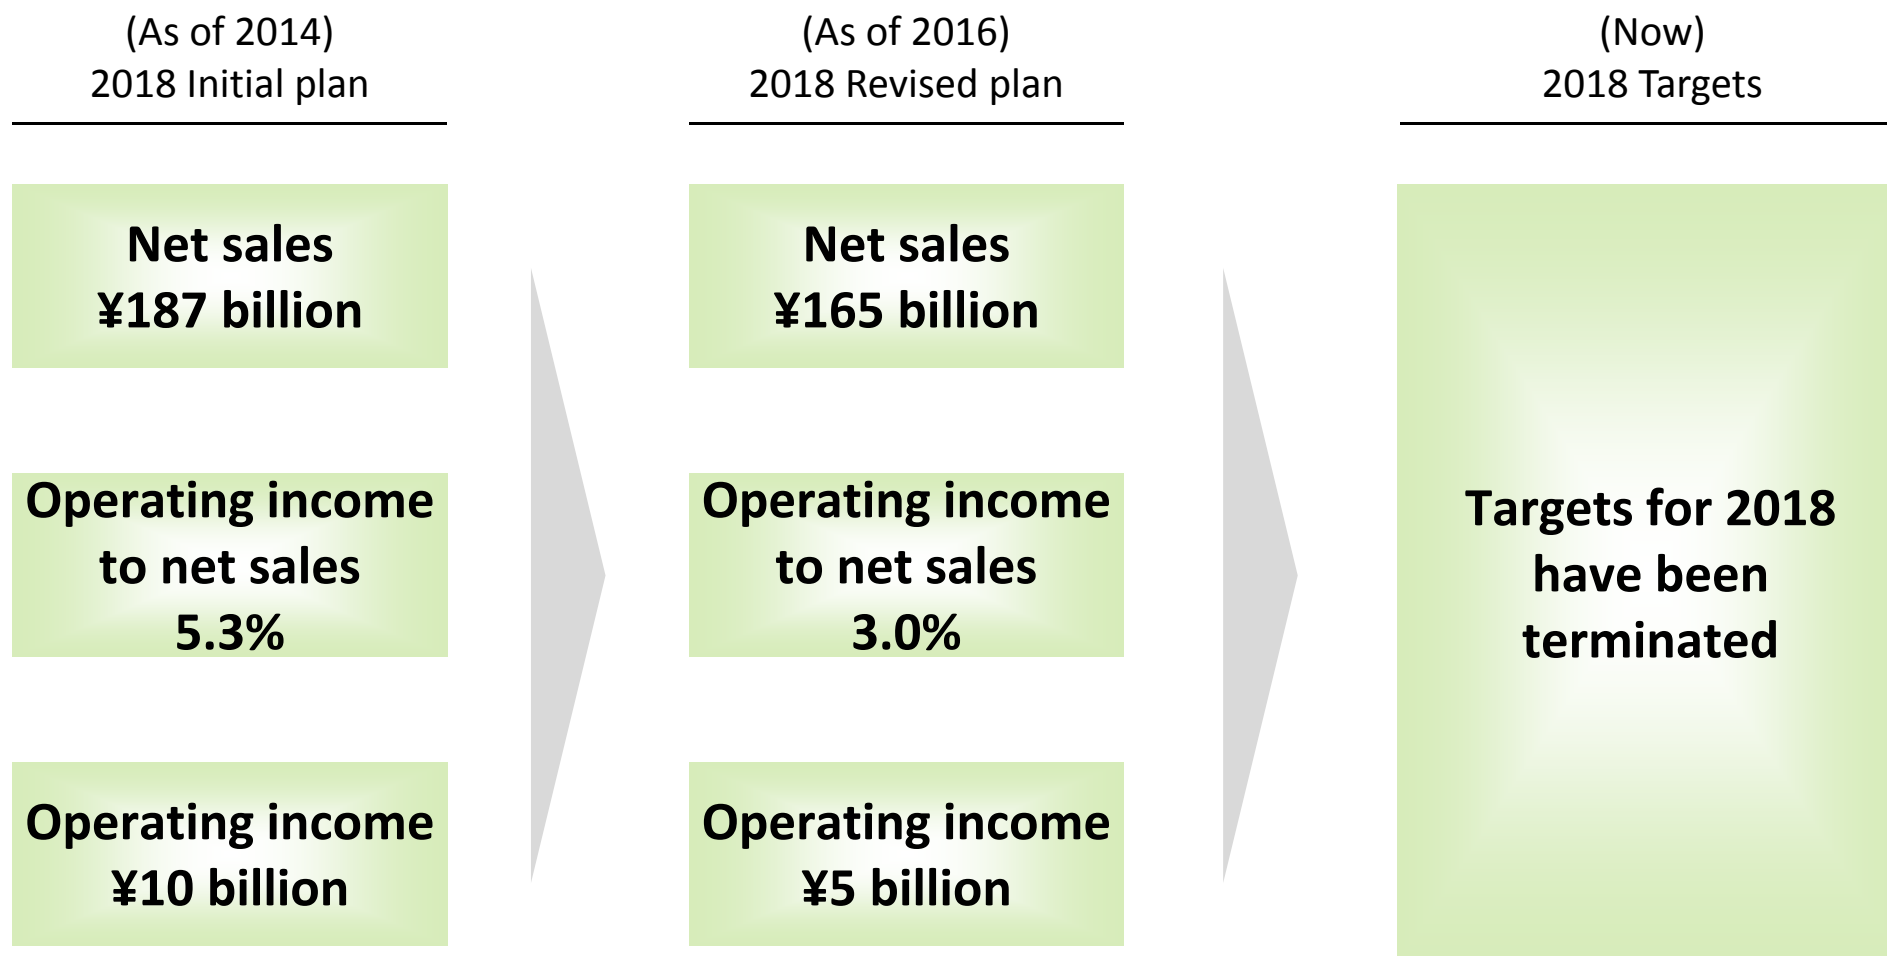 (As of 2014)
2018 Initial plan
Net sales
¥187 billion
Operating income
to net sales
5.3%
Operating income
¥10 billion
(As of 2016)
2018 Revised plan
Net sales
¥165 billion
Operating income
to net sales
3.0%
Operating income
¥5 billion
(Now)
2018 Targets
Targets for 2018
have been
terminated